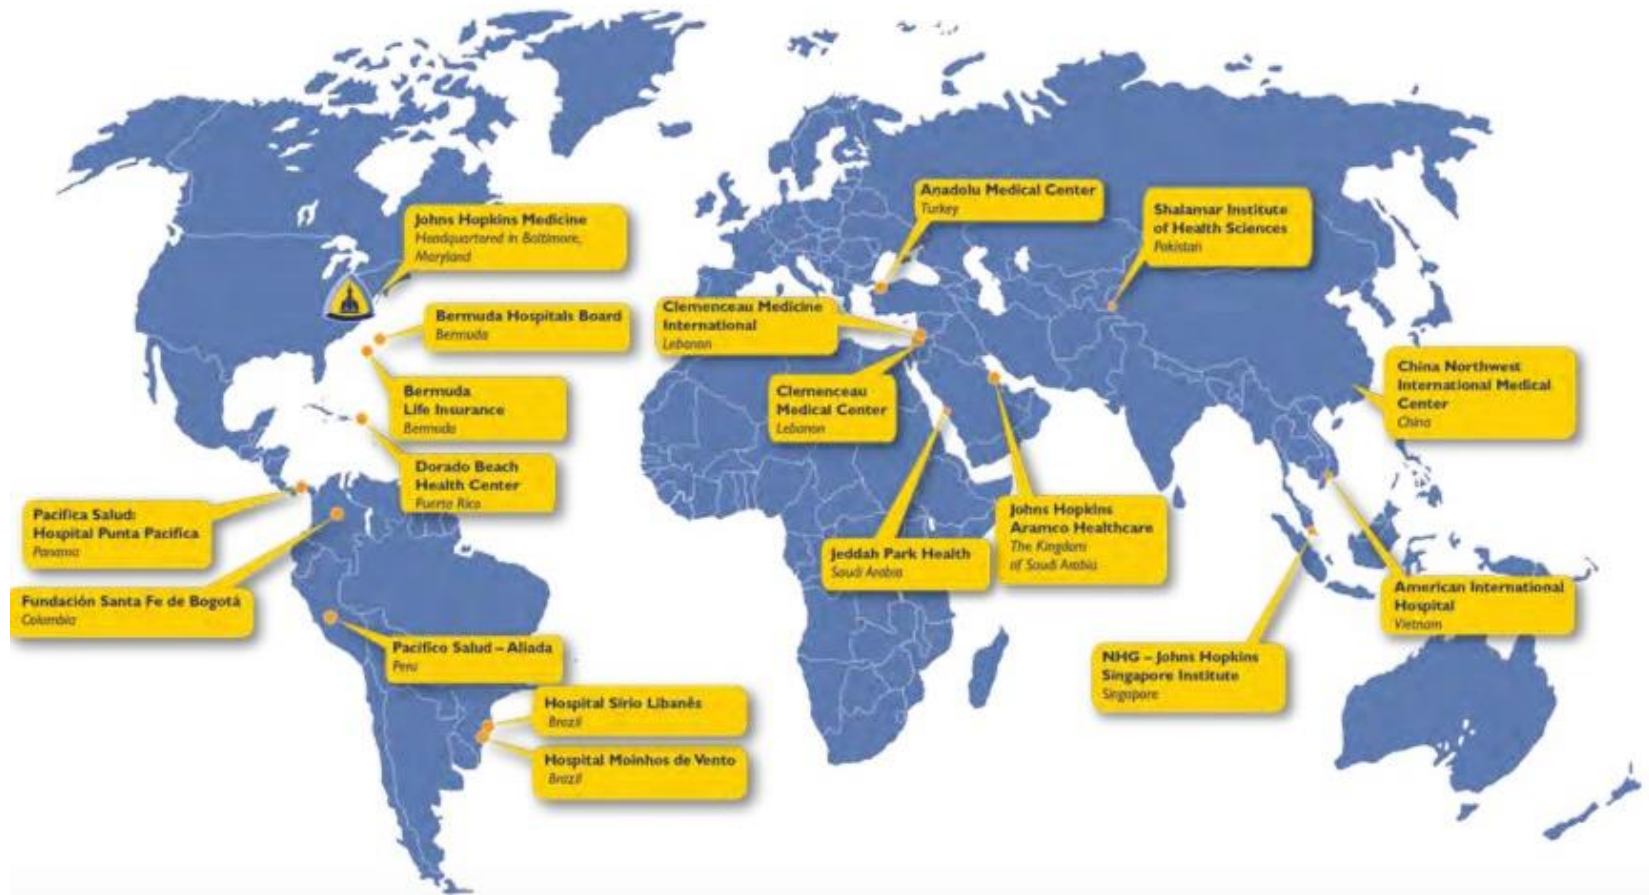 Johns Hopkins Medicine
Headquartered in Baltimore,
Maryland
Bermuda Hospitals Board
Bermuda
Bermuda
Life Insurance
Bermuda
Dorado Beach
Health Center
Puerto Rico
Pacifica Salud:
Hospital Punta Pacifica
Panama
Fundación Santa Fe de Bogotá
Colombia
Pacífico Salud – Aliada
Peru
Hospital Sírio Libanês
Brazil
Hospital Moinhos de Vento
Brazil
Anadolu Medical Center
Turkey
Shalamar Institute
of Health Sciences
Pakistan
Clemenceau Medicine
International
Lebanon
Clemenceau
Medical Center
Lebanon
Jeddah Park Health
Saudi Arabia
Johns Hopkins
Aramco Healthcare
The Kingdom
of Saudi Arabia
China Northwest
International Medical
Center
China
American International
Hospital
Vietnam
NHG – Johns Hopkins
Singapore Institute
Singapore